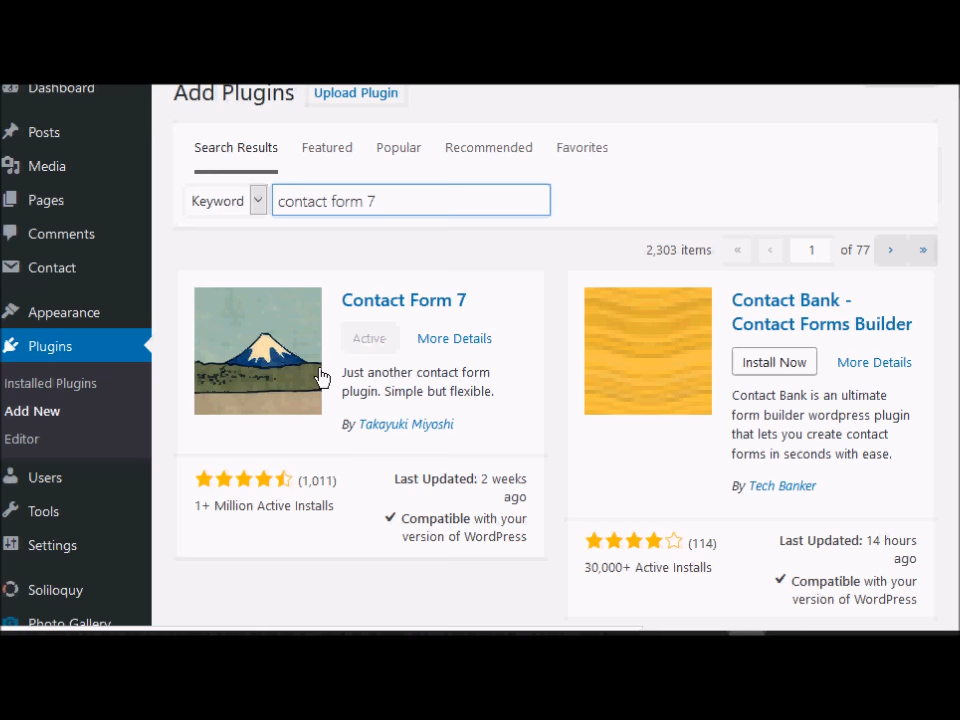 Dashboard
Posts
Media
Pages
Comments
Contact
Appearance
Plugins
Installed Plugins
Add New
Editor
Users
Tools
Settings
Soliloquy
Photo Gallery
Add Plugins Upload Plugin
Search Results Featured Popular Recommended Favorites
Keyword contact form 7
2,303 items « ‹ 1 of 77 › »
Contact Form 7
Active More Details
Just another contact form
plugin. Simple but flexible.
By Takayuki Miyoshi
(1,011)
1+ Million Active Installs
Last Updated: 2 weeks
ago
Compatible with your
version of WordPress
Contact Bank -
Contact Forms Builder
Install Now More Details
Contact Bank is an ultimate
form builder wordpress plugin
that lets you create contact
forms in seconds with ease.
By Tech Banker
(114)
30,000+ Active Installs
Last Updated: 14 hours
ago
Compatible with your
version of WordPress